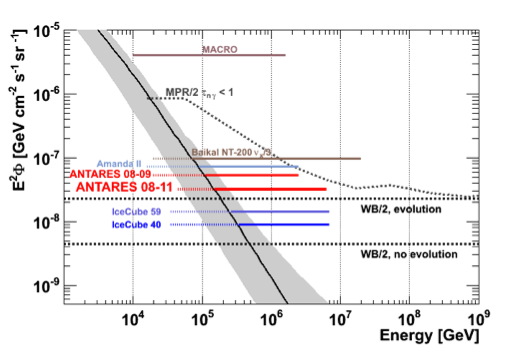 E²Φ [GeV cm⁻² s⁻¹ sr⁻¹]
10⁻⁵
MACRO
10⁻⁶
MPR/2 τₙᵧ < 1
10⁻⁷
Baikal NT-200 ν /3
Amanda II
ANTARES 08-09
ANTARES 08-11
WB/2, evolution
IceCube 59
10⁻⁸
IceCube 40
WB/2, no evolution
10⁻⁹
10⁴ 10⁵ 10⁶ 10⁷ 10⁸ 10⁹
Energy [GeV]